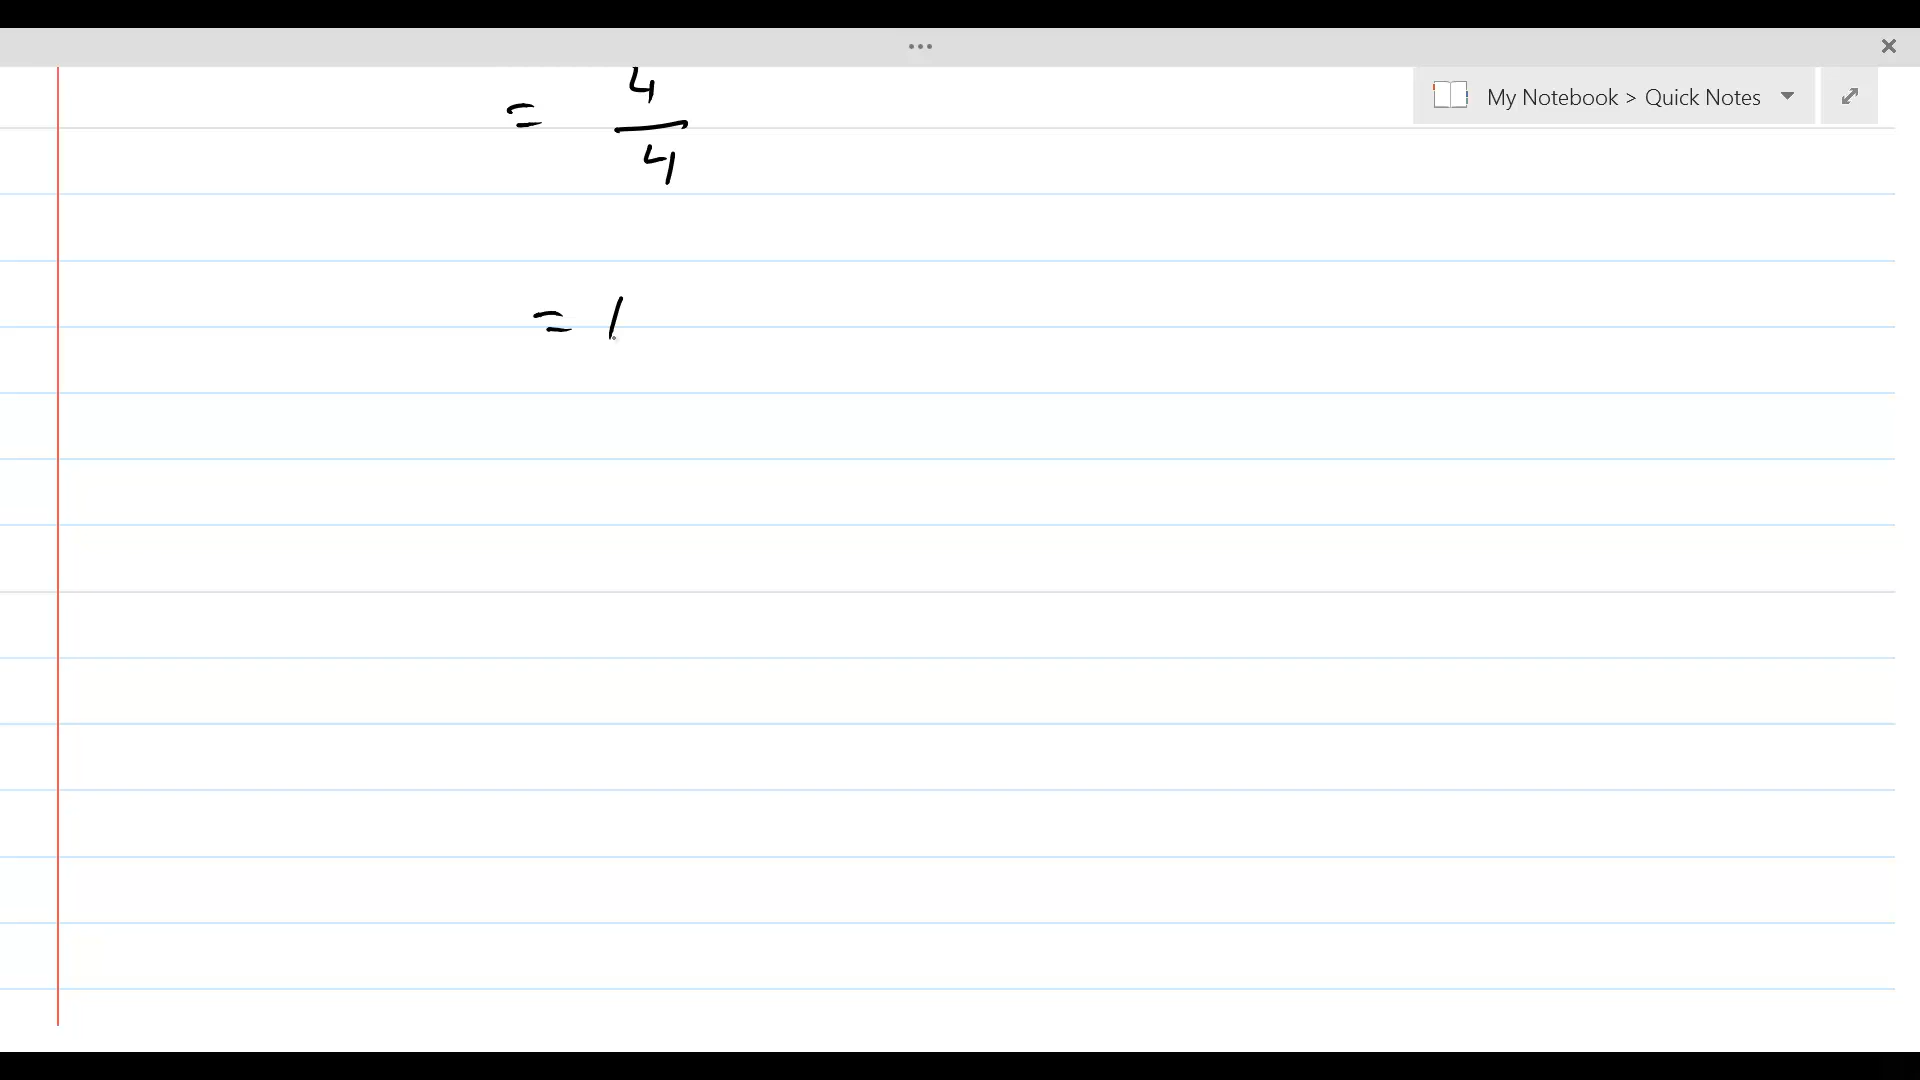 ...
My Notebook > Quick Notes
= 4/4
= 1